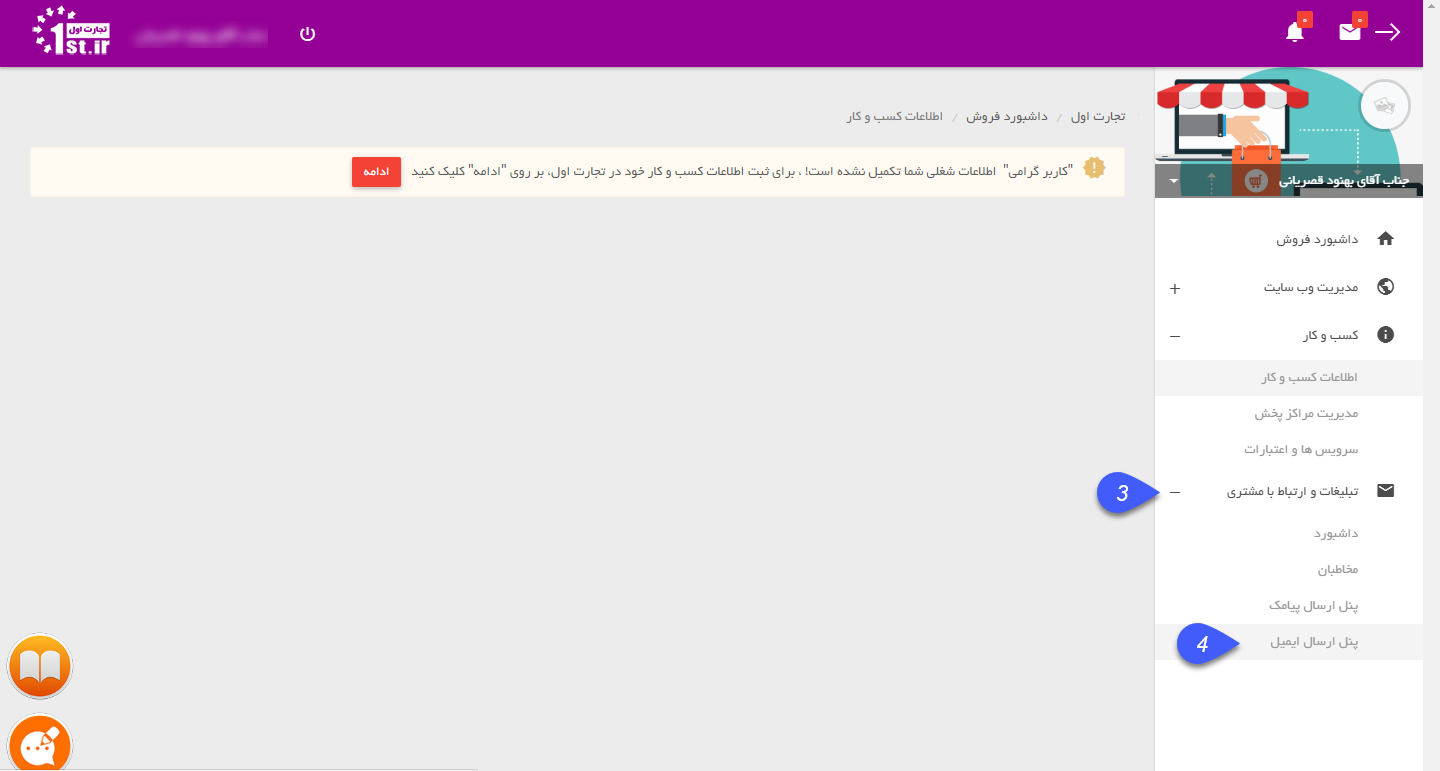 تجارت اول
1st.ir
۰
۰
تجارت اول / داشبورد فروش / اطلاعات کسب و کار
"کاربر گرامی" اطلاعات شغلی شما تکمیل نشده است! ، برای ثبت اطلاعات کسب و کار خود در تجارت اول، بر روی "ادامه" کلیک کنید ادامه
جناب آقای بهنود قصریانی
داشبورد فروش
مدیریت وب سایت +
کسب و کار −
اطلاعات کسب و کار
مدیریت مراکز پخش
سرویس ها و اعتبارات
تبلیغات و ارتباط با مشتری − 3
داشبورد
مخاطبان
پنل ارسال پیامک
پنل ارسال ایمیل 4